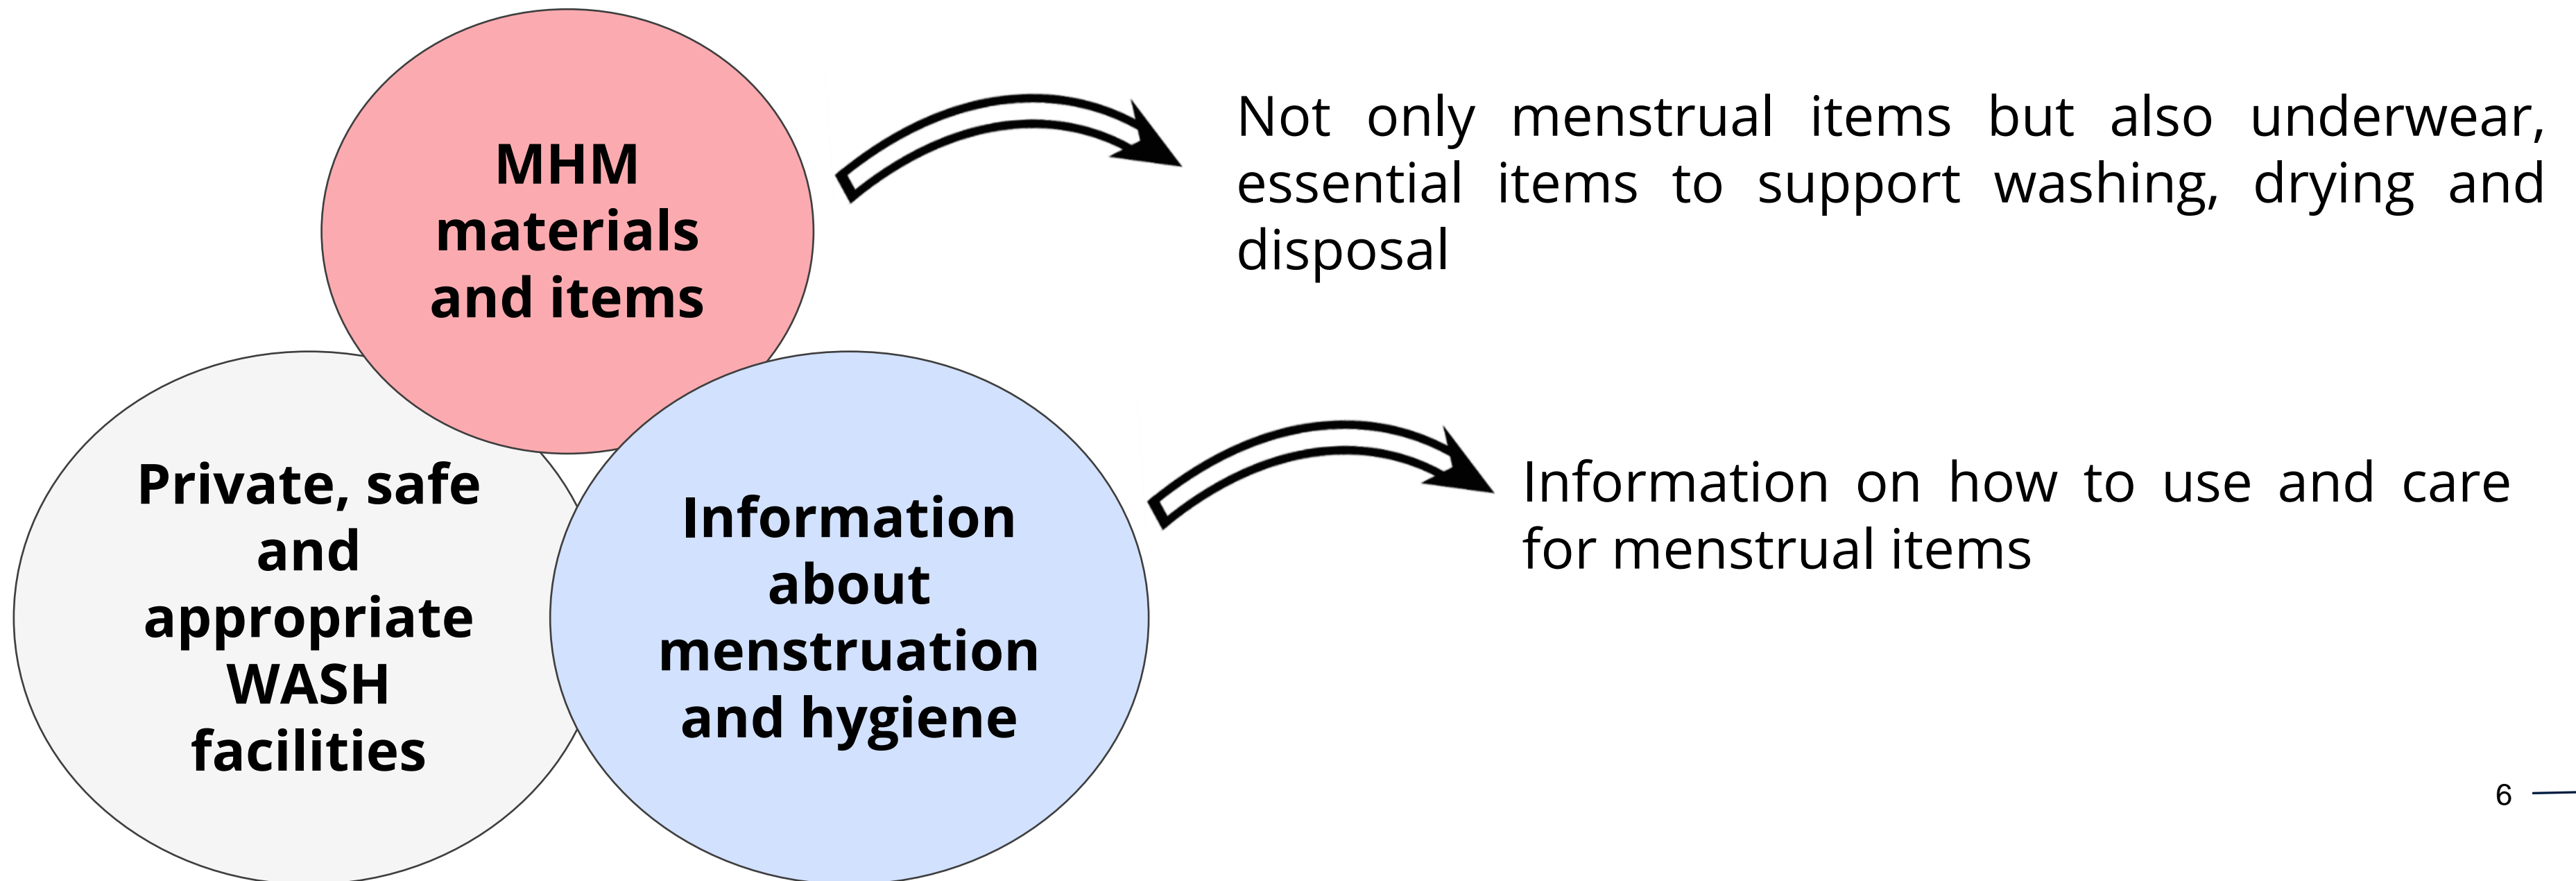 MHM
materials
and items
Not only menstrual items but also underwear,
essential items to support washing, drying and
disposal
Private, safe
and
appropriate
WASH
facilities
Information
about
menstruation
and hygiene
Information on how to use and care
for menstrual items
6